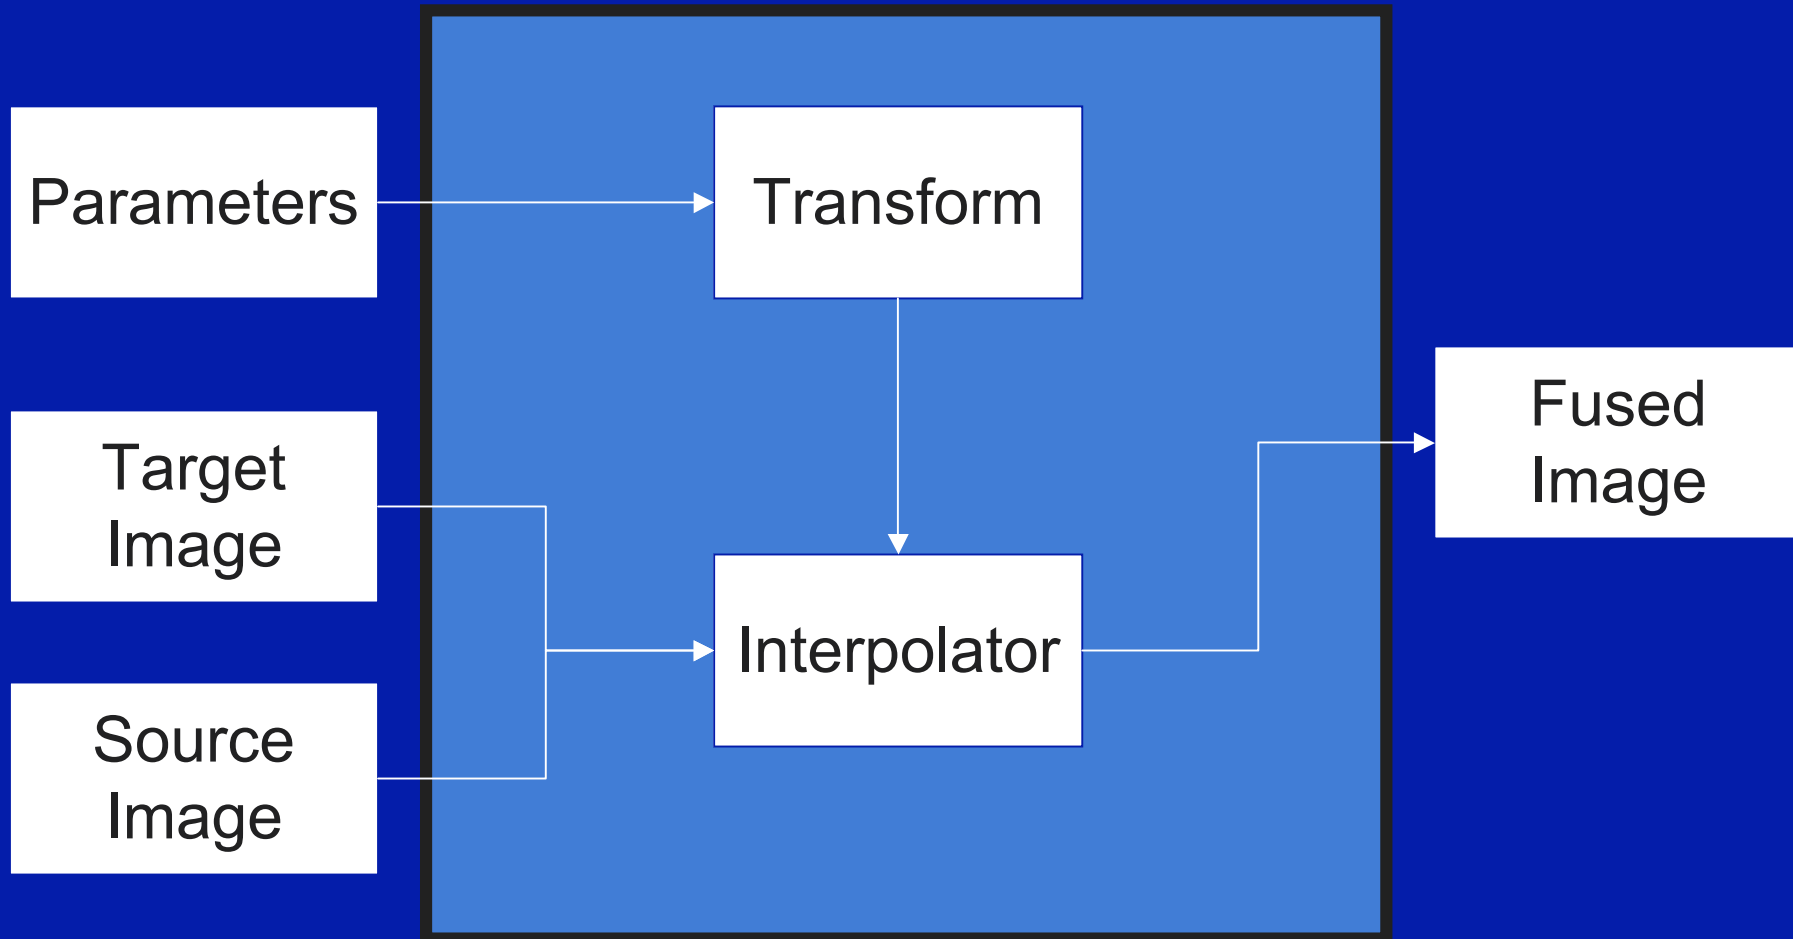 Parameters
Transform
Target
Image
Source
Image
Interpolator
Fused
Image